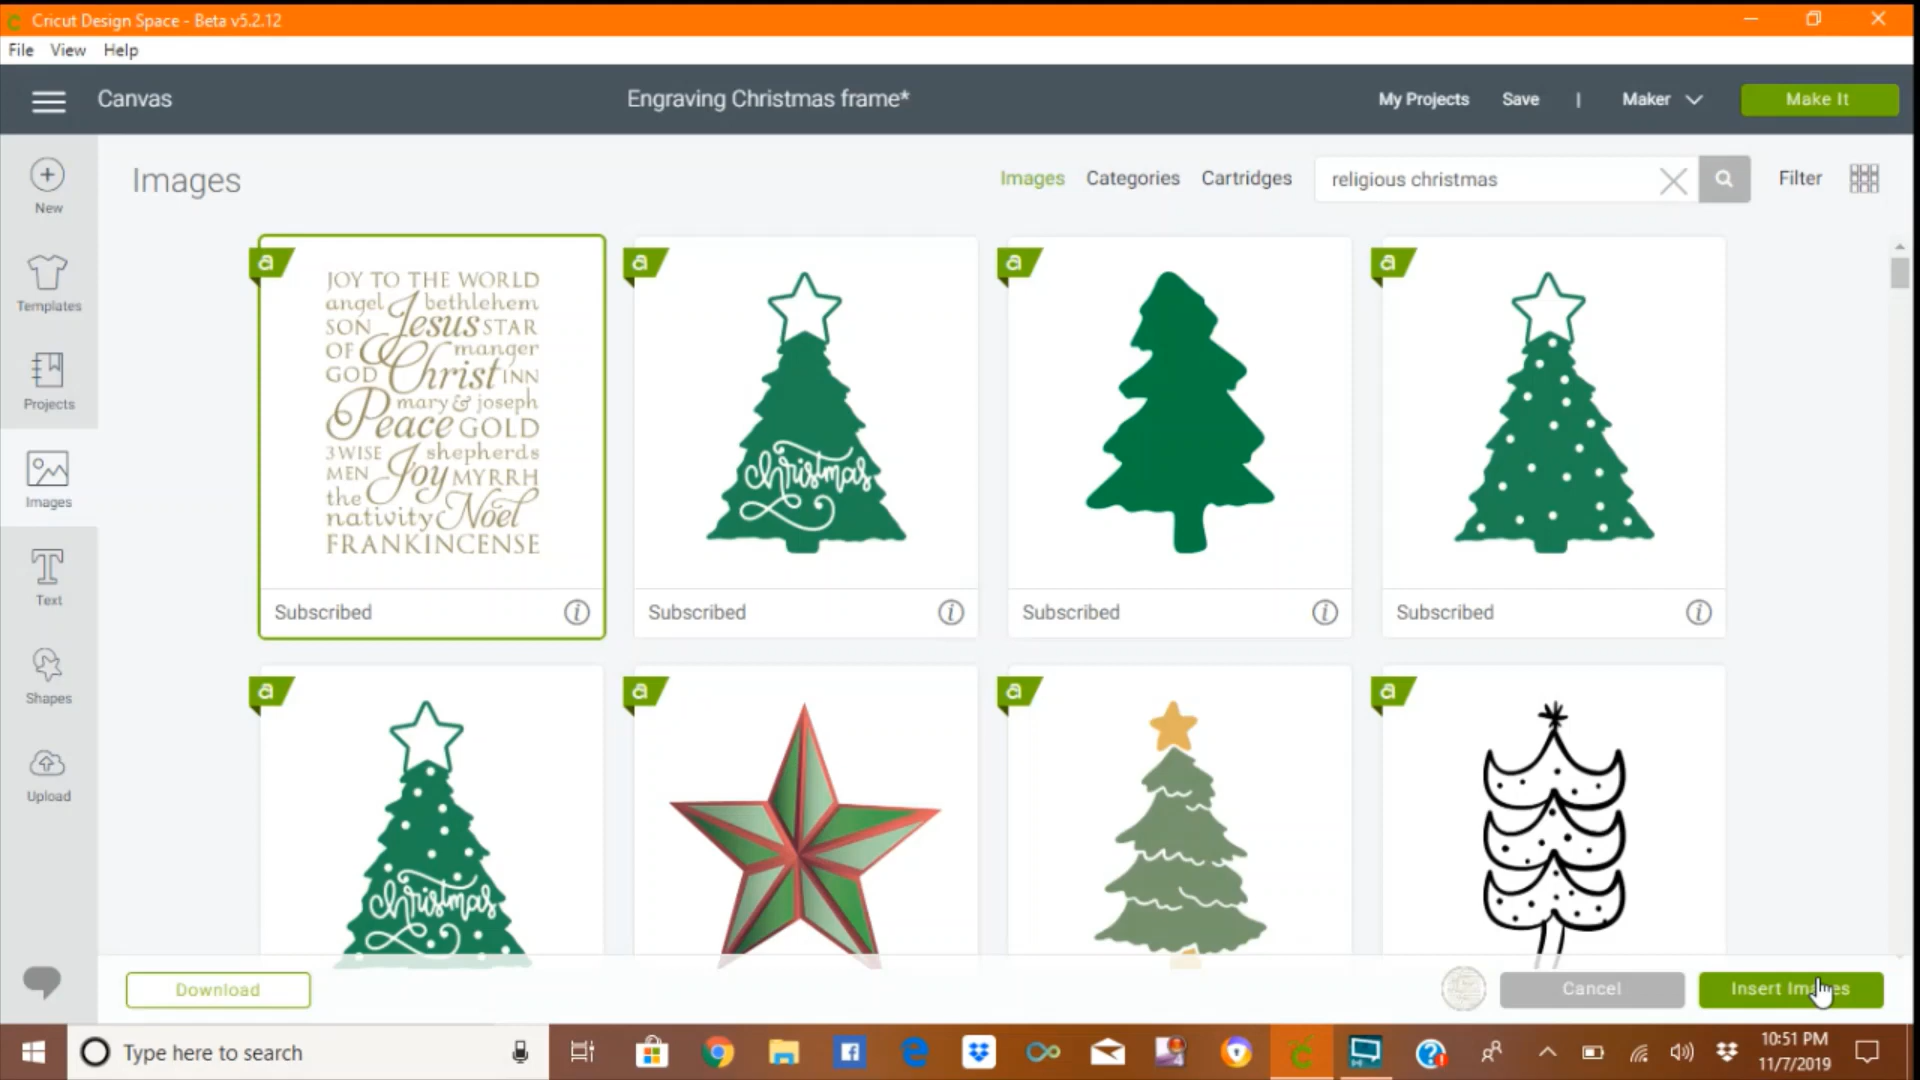 Cricut Design Space - Beta v5.2.12
File View Help
Canvas
Engraving Christmas frame*
My Projects Save | Maker Make It
New
Templates
Projects
Images
Text
Shapes
Upload
Images
Images Categories Cartridges religious christmas Filter
a
JOY TO THE WORLD
angel bethlehem
SON Jesus STAR
OF manger
GOD Christ INN
mary & joseph
Peace GOLD
3 WISE shepherds
MEN Joy MYRRH
the
nativity Noel
FRANKINCENSE
Subscribed
a
christmas
Subscribed
a
Subscribed
a
Subscribed
a
christmas
a
a
a
Download
Cancel
Insert Images
Type here to search
10:51 PM
11/7/2019